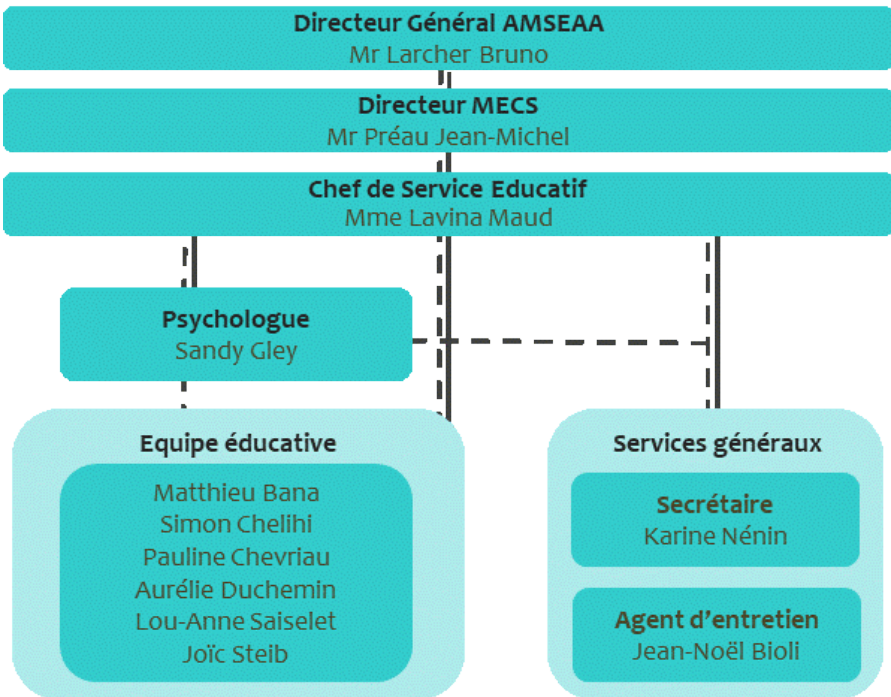 Directeur Général AMSEAA
Mr Larcher Bruno
Directeur MECS
Mr Préau Jean-Michel
Chef de Service Educatif
Mme Lavina Maud
Psychologue
Sandy Gley
Equipe éducative
Matthieu Bana
Simon Chelihi
Pauline Chevriau
Aurélie Duchemin
Lou-Anne Saiselet
Joïc Steib
Services généraux
Secrétaire
Karine Nénin
Agent d’entretien
Jean-Noël Bioli